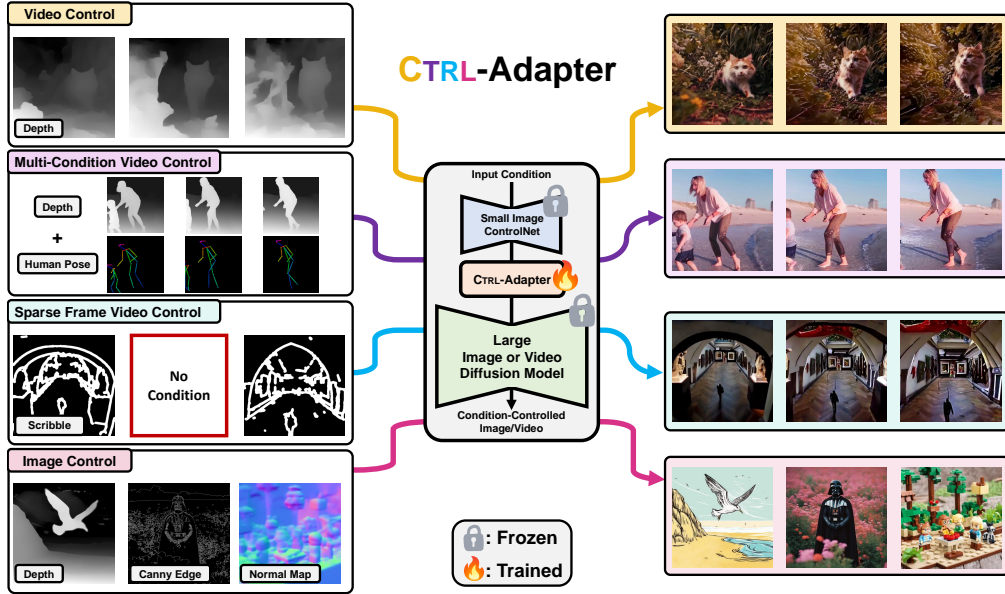 Video Control
Depth
CTRL-Adapter
Multi-Condition Video Control
Depth
+
Human Pose
Sparse Frame Video Control
No
Condition
Scribble
Image Control
Depth
Canny Edge
Normal Map
Input Condition
Small Image
ControlNet
CTRL-Adapter
Large
Image or Video
Diffusion Model
Condition-Controlled
Image/Video
: Frozen
: Trained